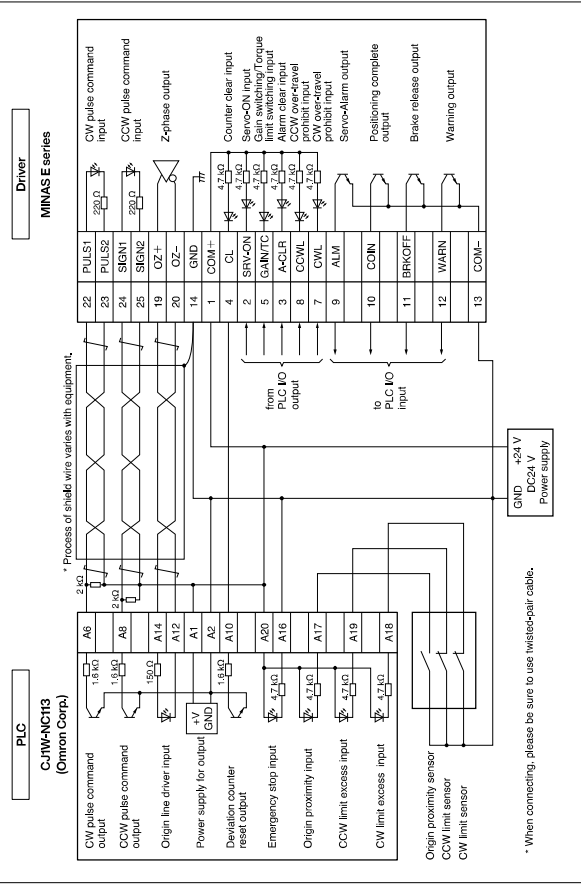 PLC
CJ1W-NC113
(Omron Corp.)
Driver
MINAS E series
CW pulse command
output
CCW pulse command
output
Origin line driver input
Power supply for output
Deviation counter
reset output
Emergency stop input
Origin proximity input
CCW limit excess input
CW limit excess input
1.6 kΩ
1.6 kΩ
150 Ω
+V
GND
1.6 kΩ
4.7 kΩ
4.7 kΩ
4.7 kΩ
4.7 kΩ
A6
A8
A14
A12
A1
A2
A10
A20
A16
A17
A19
A18
2 kΩ
2 kΩ
* Process of shield wire varies with equipment.
22 PULS1
23 PULS2
24 SIGN1
25 SIGN2
19 OZ+
20 OZ−
14 GND
1 COM+
4 CL
2 SRV-ON
5 GAIN/TC
3 A-CLR
8 CCWL
7 CWL
9 ALM
10 COIN
11 BRKOFF
12 WARN
13 COM−
220 Ω
220 Ω
4.7 kΩ
4.7 kΩ
4.7 kΩ
4.7 kΩ
4.7 kΩ
4.7 kΩ
CW pulse command
input
CCW pulse command
input
Z-phase output
Counter clear input
Servo-ON input
Gain switching/Torque
limit switching input
Alarm clear input
CCW over-travel
prohibit input
CW over-travel
prohibit input
Servo-Alarm output
Positioning complete
output
Brake release output
Warning output
from
PLC I/O
output
to
PLC I/O
input
GND +24 V
DC24 V
Power supply
Origin proximity sensor
CCW limit sensor
CW limit sensor
* When connecting, please be sure to use twisted-pair cable.